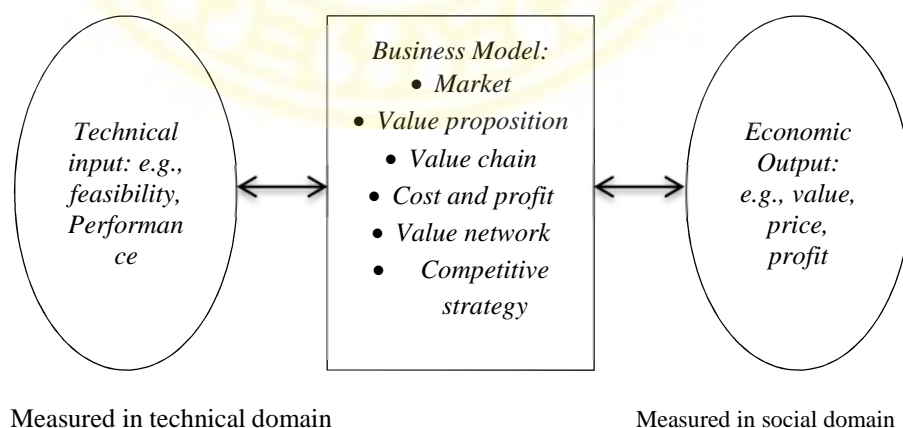 Technical
input: e.g.,
feasibility,
Performan
ce
Business Model:
• Market
• Value proposition
• Value chain
• Cost and profit
• Value network
• Competitive
strategy
Economic
Output:
e.g., value,
price,
profit
Measured in technical domain
Measured in social domain